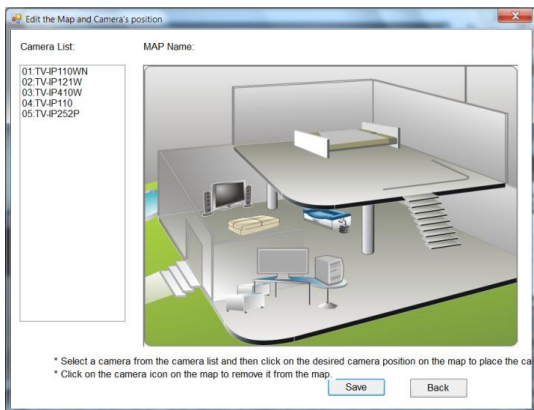 Edit the Map and Camera's position
Camera List:
MAP Name:
01:TV-IP110WN
02:TV-IP121W
03:TV-IP410W
04:TV-IP110
05:TV-IP252P
* Select a camera from the camera list and then click on the desired camera position on the map to place the ca
* Click on the camera icon on the map to remove it from the map.
Save
Back